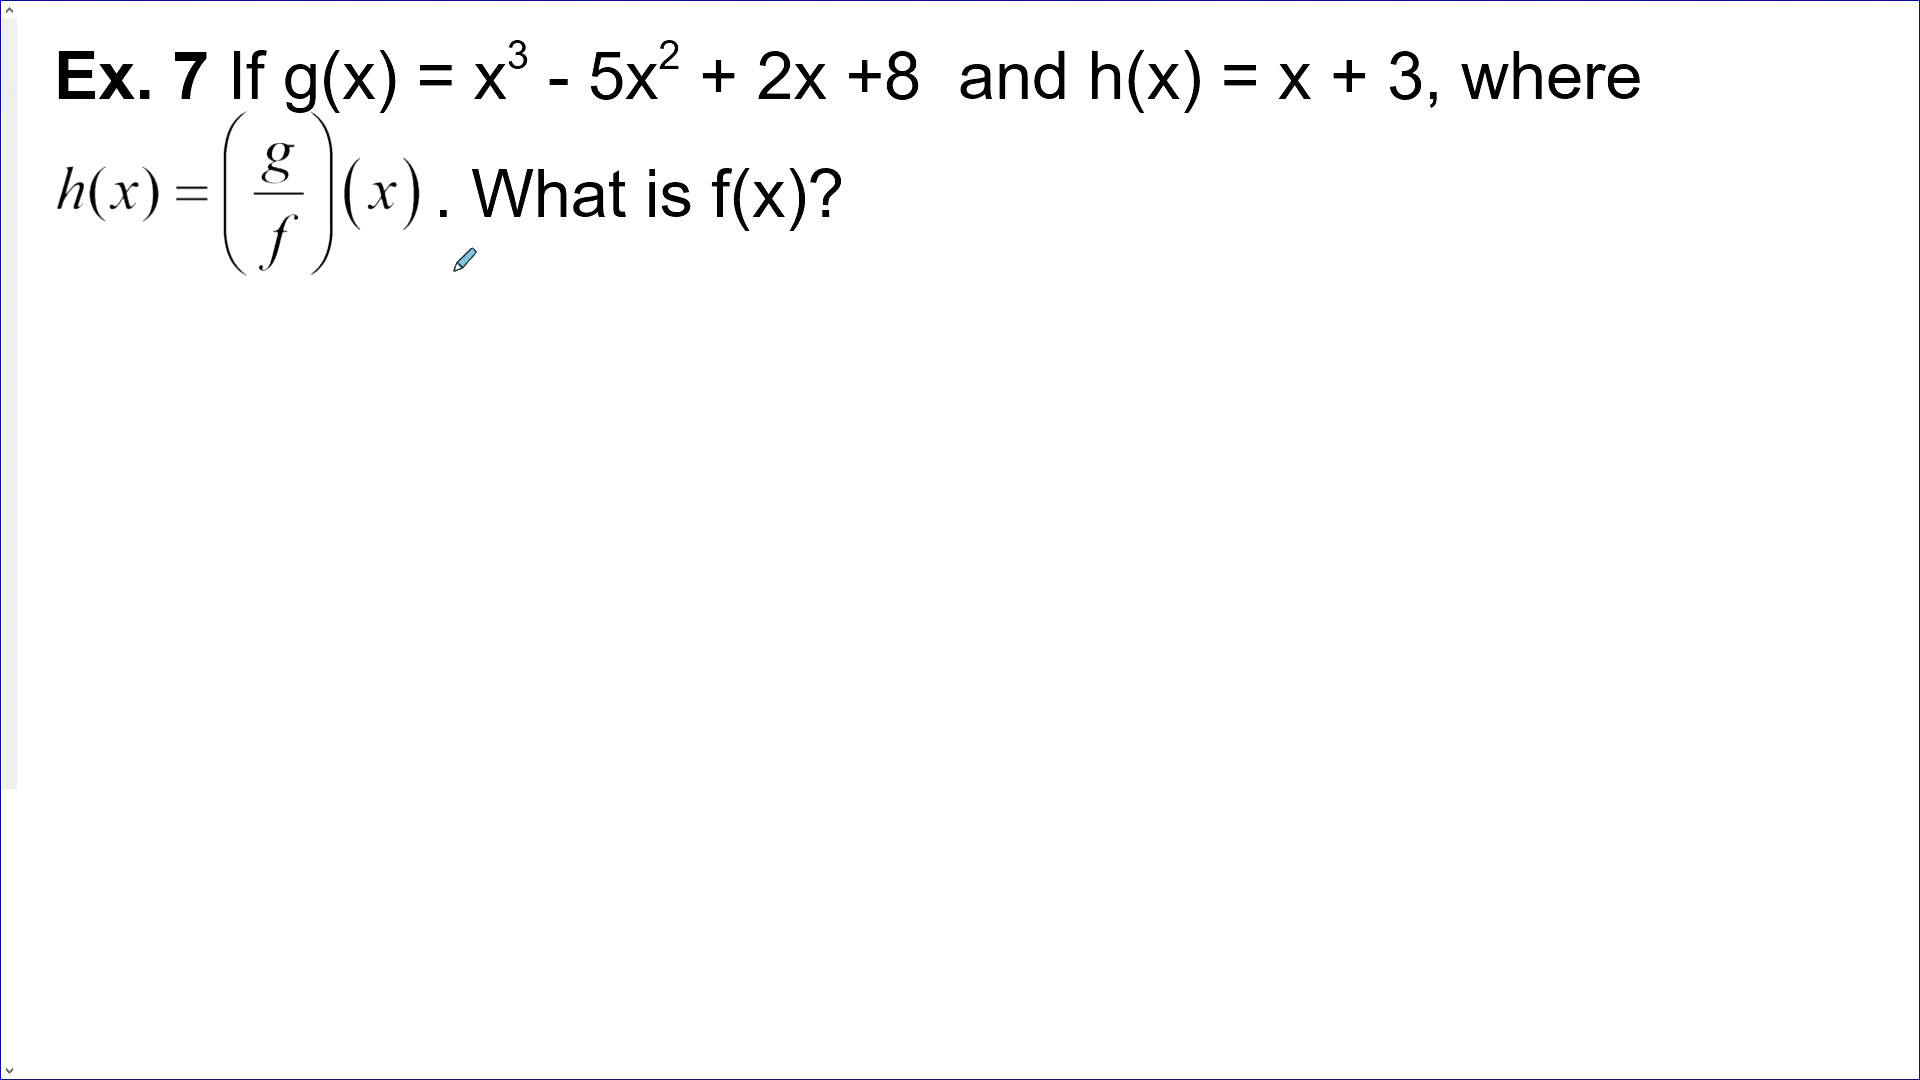 Ex. 7 If g(x) = x³ - 5x² + 2x +8 and h(x) = x + 3, where
h(x) = (g/f)(x) . What is f(x)?